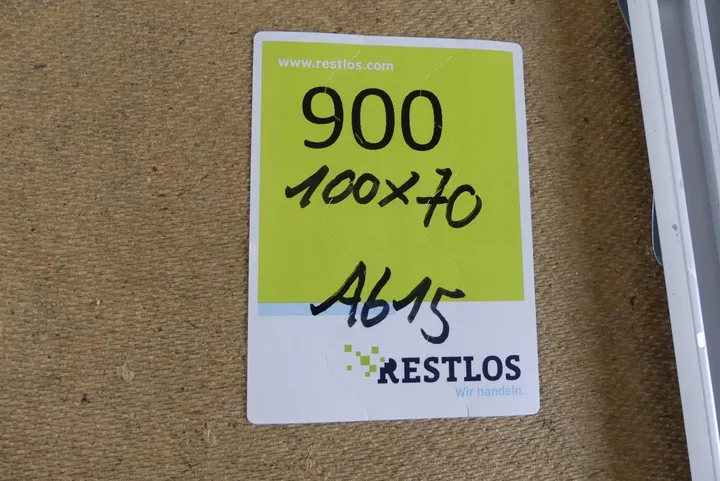 www.restlos.com
900
100x70
A615
RESTLOS
Wir handeln.